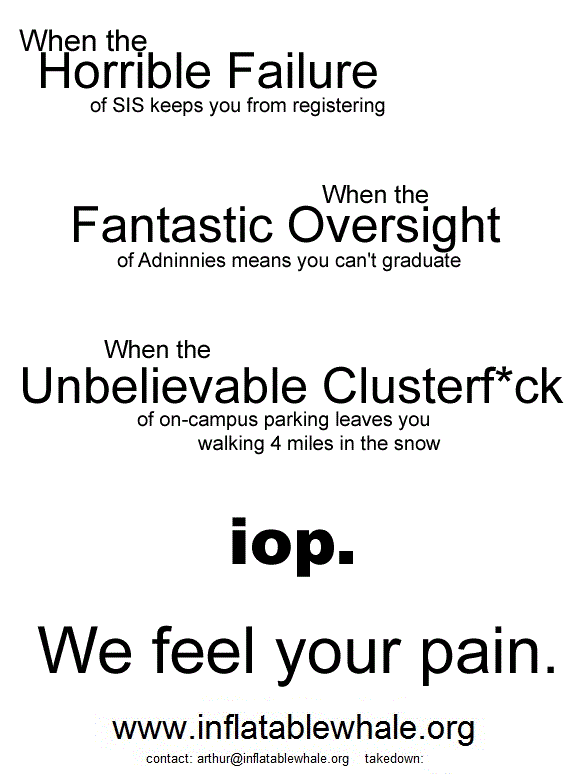 When the
Horrible Failure
of SIS keeps you from registering
When the
Fantastic Oversight
of Adninnies means you can't graduate
When the
Unbelievable Clusterf*ck
of on-campus parking leaves you
walking 4 miles in the snow
iop.
We feel your pain.
www.inflatablewhale.org
contact: arthur@inflatablewhale.org takedown: